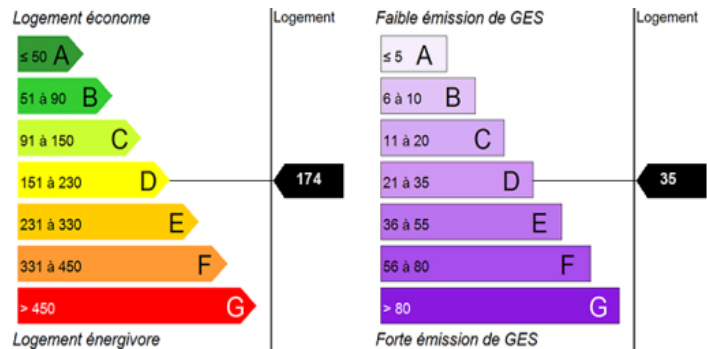 Logement économe
Logement
≤ 50 A
51 à 90 B
91 à 150 C
151 à 230 D
174
231 à 330 E
331 à 450 F
> 450 G
Logement énergivore
Faible émission de GES
Logement
≤ 5 A
6 à 10 B
11 à 20 C
21 à 35 D
35
36 à 55 E
56 à 80 F
> 80 G
Forte émission de GES